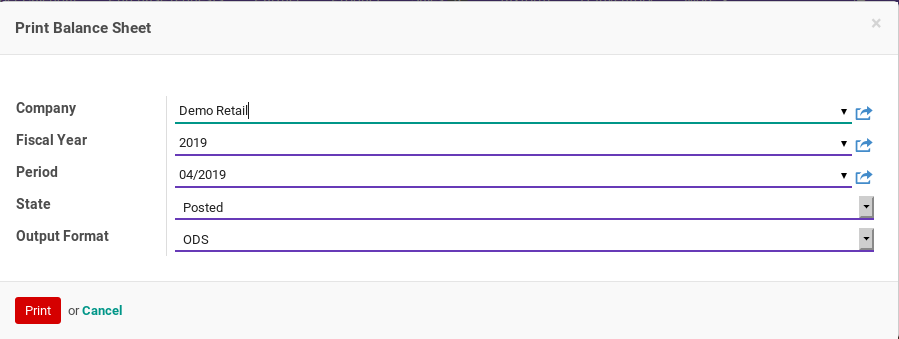 Print Balance Sheet ×
Company Demo Retail
Fiscal Year 2019
Period 04/2019
State Posted
Output Format ODS
Print or Cancel